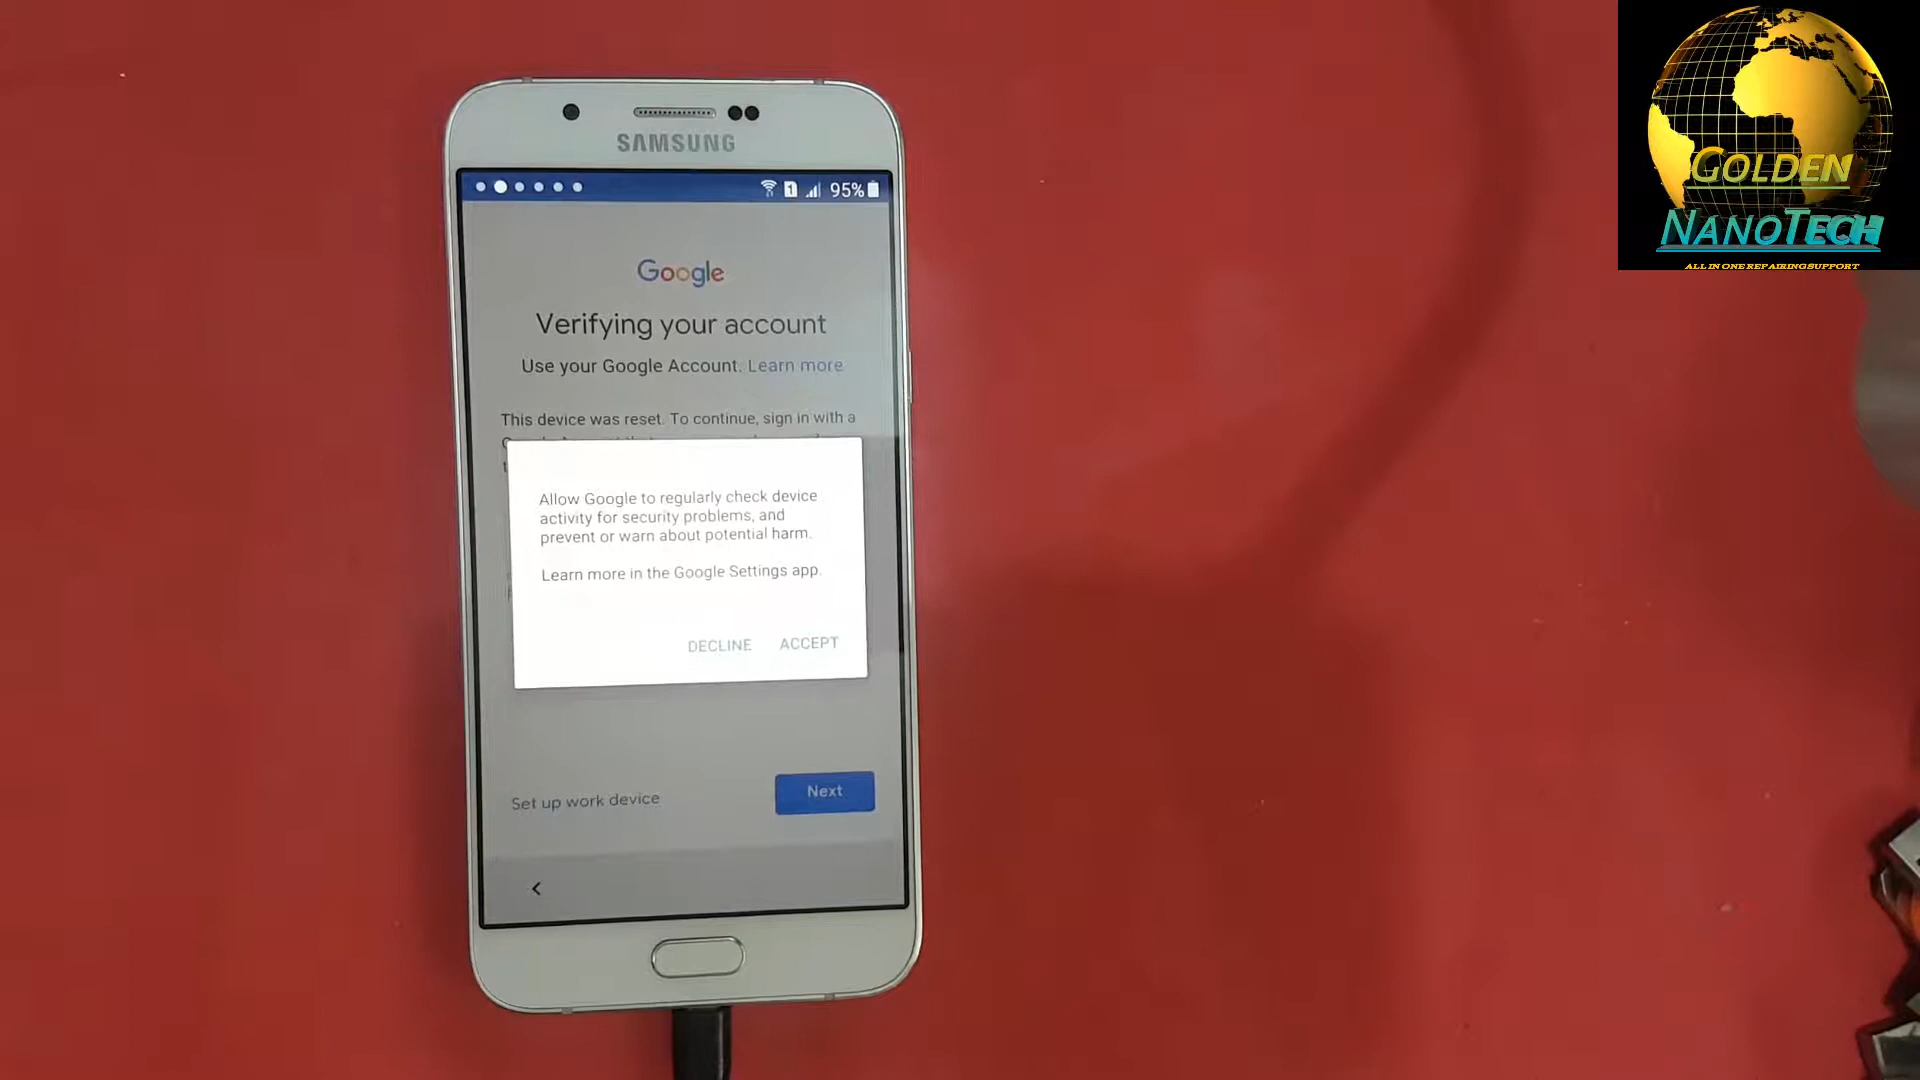 SAMSUNG
1 95%
Google
Verifying your account
Use your Google Account. Learn more
This device was reset. To continue, sign in with a
Allow Google to regularly check device
activity for security problems, and
prevent or warn about potential harm.
Learn more in the Google Settings app.
DECLINE ACCEPT
Set up work device
Next
GOLDEN
NANOTECH
ALL IN ONE REPAIRING SUPPORT